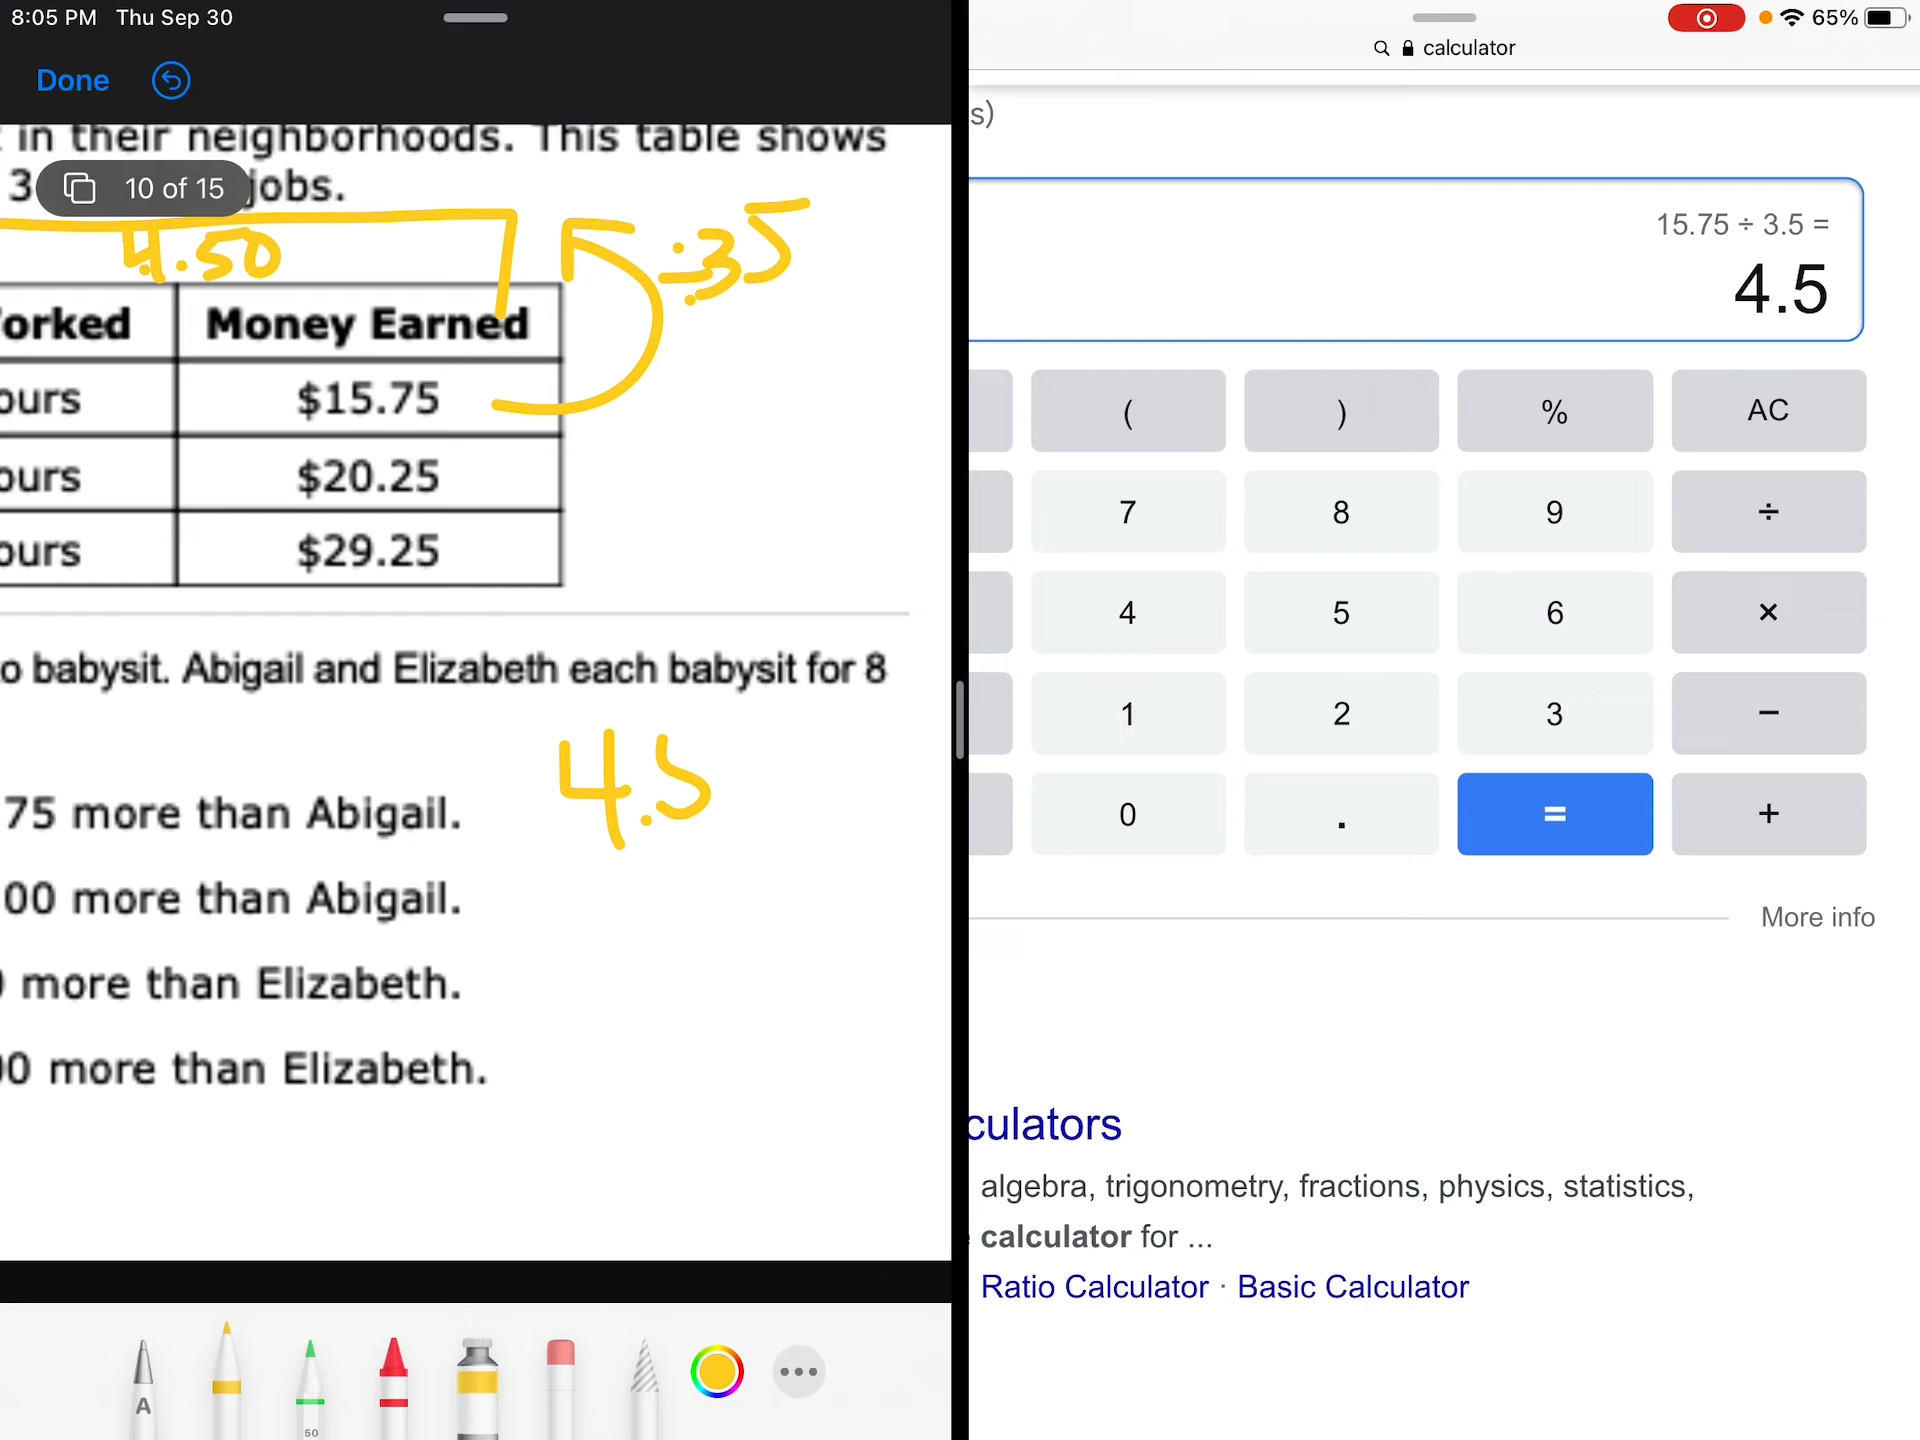 8:05 PM Thu Sep 30
65%
calculator
Done
in their neighborhoods. This table shows
3 jobs.
10 of 15
4.50
÷ 35
orked Money Earned
ours $15.75
ours $20.25
ours $29.25
o babysit. Abigail and Elizabeth each babysit for 8
4.5
75 more than Abigail.
00 more than Abigail.
0 more than Elizabeth.
00 more than Elizabeth.
A
50
s)
15.75 ÷ 3.5 =
4.5
( ) % AC
7 8 9 ÷
4 5 6 ×
1 2 3 −
0 . = +
More info
culators
algebra, trigonometry, fractions, physics, statistics,
calculator for ...
Ratio Calculator · Basic Calculator